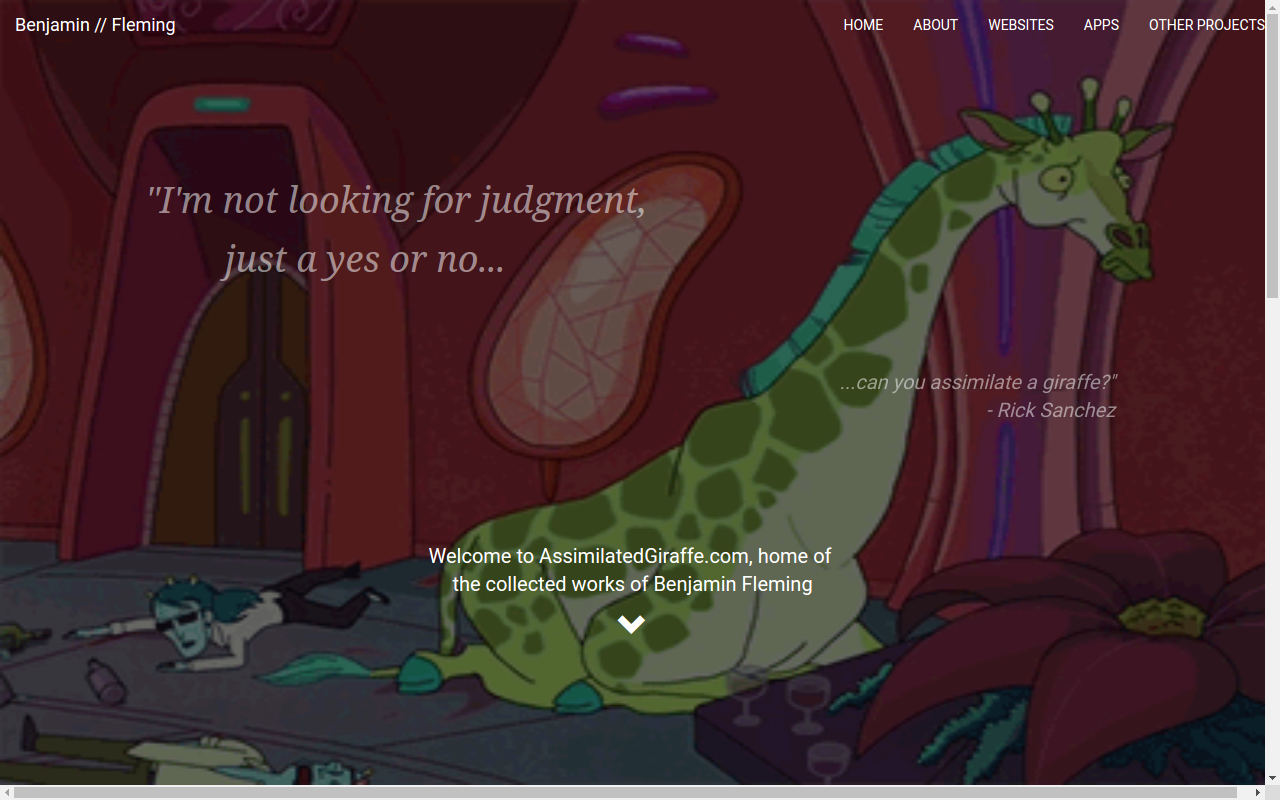 Benjamin // Fleming
HOME ABOUT WEBSITES APPS OTHER PROJECTS
"I'm not looking for judgment,
just a yes or no...
...can you assimilate a giraffe?"
- Rick Sanchez
Welcome to AssimilatedGiraffe.com, home of
the collected works of Benjamin Fleming